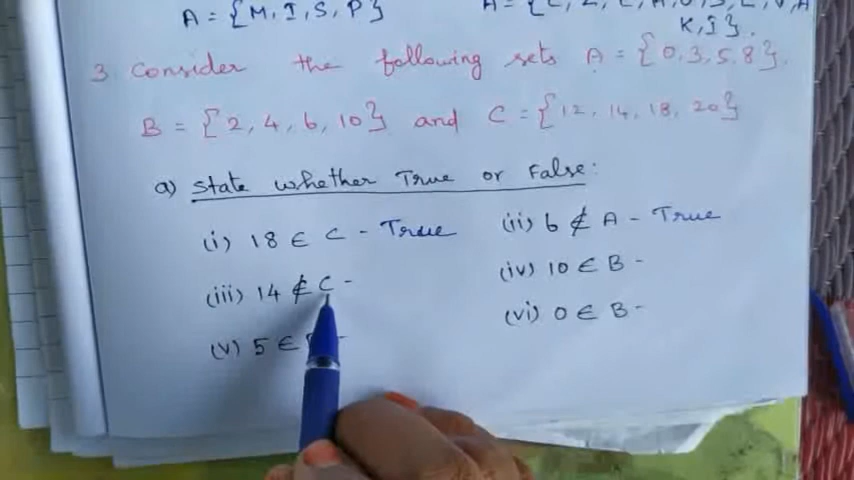 A = {M, I, S, P}
K, I}.
3 Consider the following sets A = {0, 3, 5, 8},
B = {2, 4, 6, 10} and C = {12, 14, 18, 20}
a) State whether True or False:
(i) 18 ∈ C - True
(ii) 6 ∉ A - True
(iii) 14 ∉ C -
(iv) 10 ∈ B -
(v) 5 ∈
(vi) 0 ∈ B -